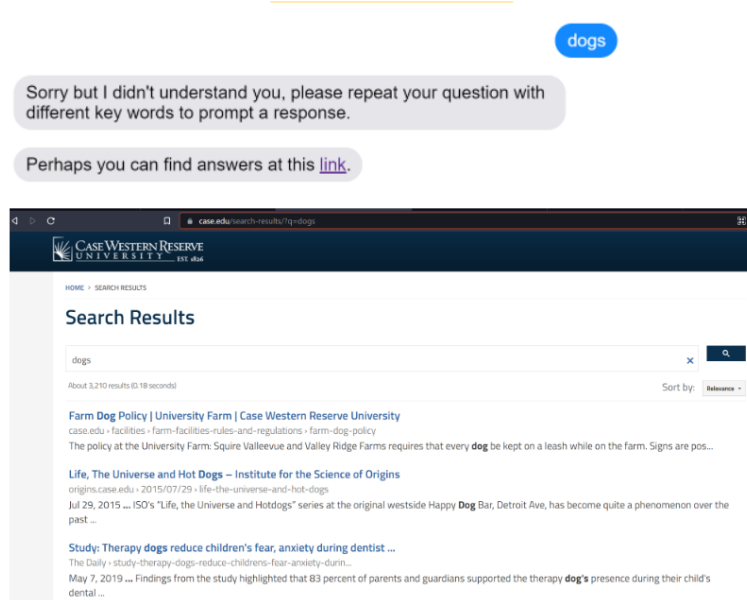 dogs
Sorry but I didn't understand you, please repeat your question with
different key words to prompt a response.
Perhaps you can find answers at this link.
case.edu/search-results/?q=dogs
CASE WESTERN RESERVE
UNIVERSITY EST. 1826
HOME > SEARCH RESULTS
Search Results
dogs
About 3,210 results (0.18 seconds)
Sort by: Relevance
Farm Dog Policy | University Farm | Case Western Reserve University
case.edu › facilities › farm-facilities-rules-and-regulations › farm-dog-policy
The policy at the University Farm: Squire Valleevue and Valley Ridge Farms requires that every dog be kept on a leash while on the farm. Signs are pos...
Life, The Universe and Hot Dogs – Institute for the Science of Origins
origins.case.edu › 2015/07/29 › life-the-universe-and-hot-dogs
Jul 29, 2015 ... ISO's "Life, the Universe and Hotdogs" series at the original westside Happy Dog Bar, Detroit Ave, has become quite a phenomenon over the
past ...
Study: Therapy dogs reduce children's fear, anxiety during dentist ...
The Daily › study-therapy-dogs-reduce-childrens-fear-anxiety-durin...
May 7, 2019 ... Findings from the study highlighted that 83 percent of parents and guardians supported the therapy dog's presence during their child's
dental ...